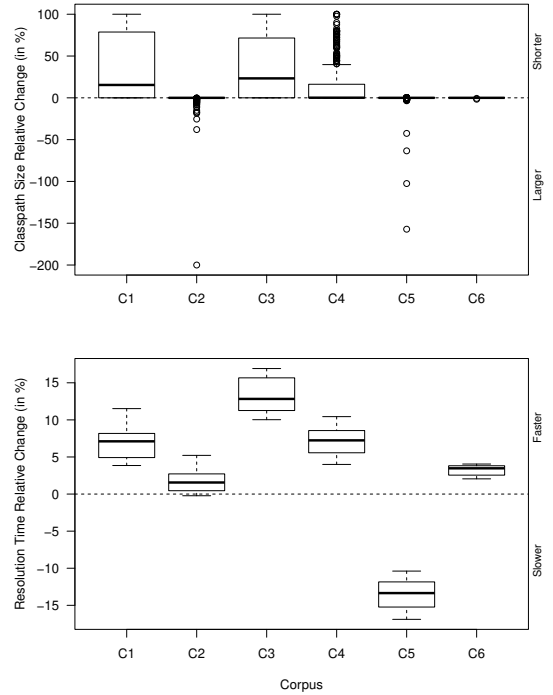 Classpath Size Relative Change (in %)
100
50
0
−50
−100
−150
−200
Shorter
Larger
C1 C2 C3 C4 C5 C6
Resolution Time Relative Change (in %)
15
10
5
0
−5
−10
−15
Faster
Slower
C1 C2 C3 C4 C5 C6
Corpus